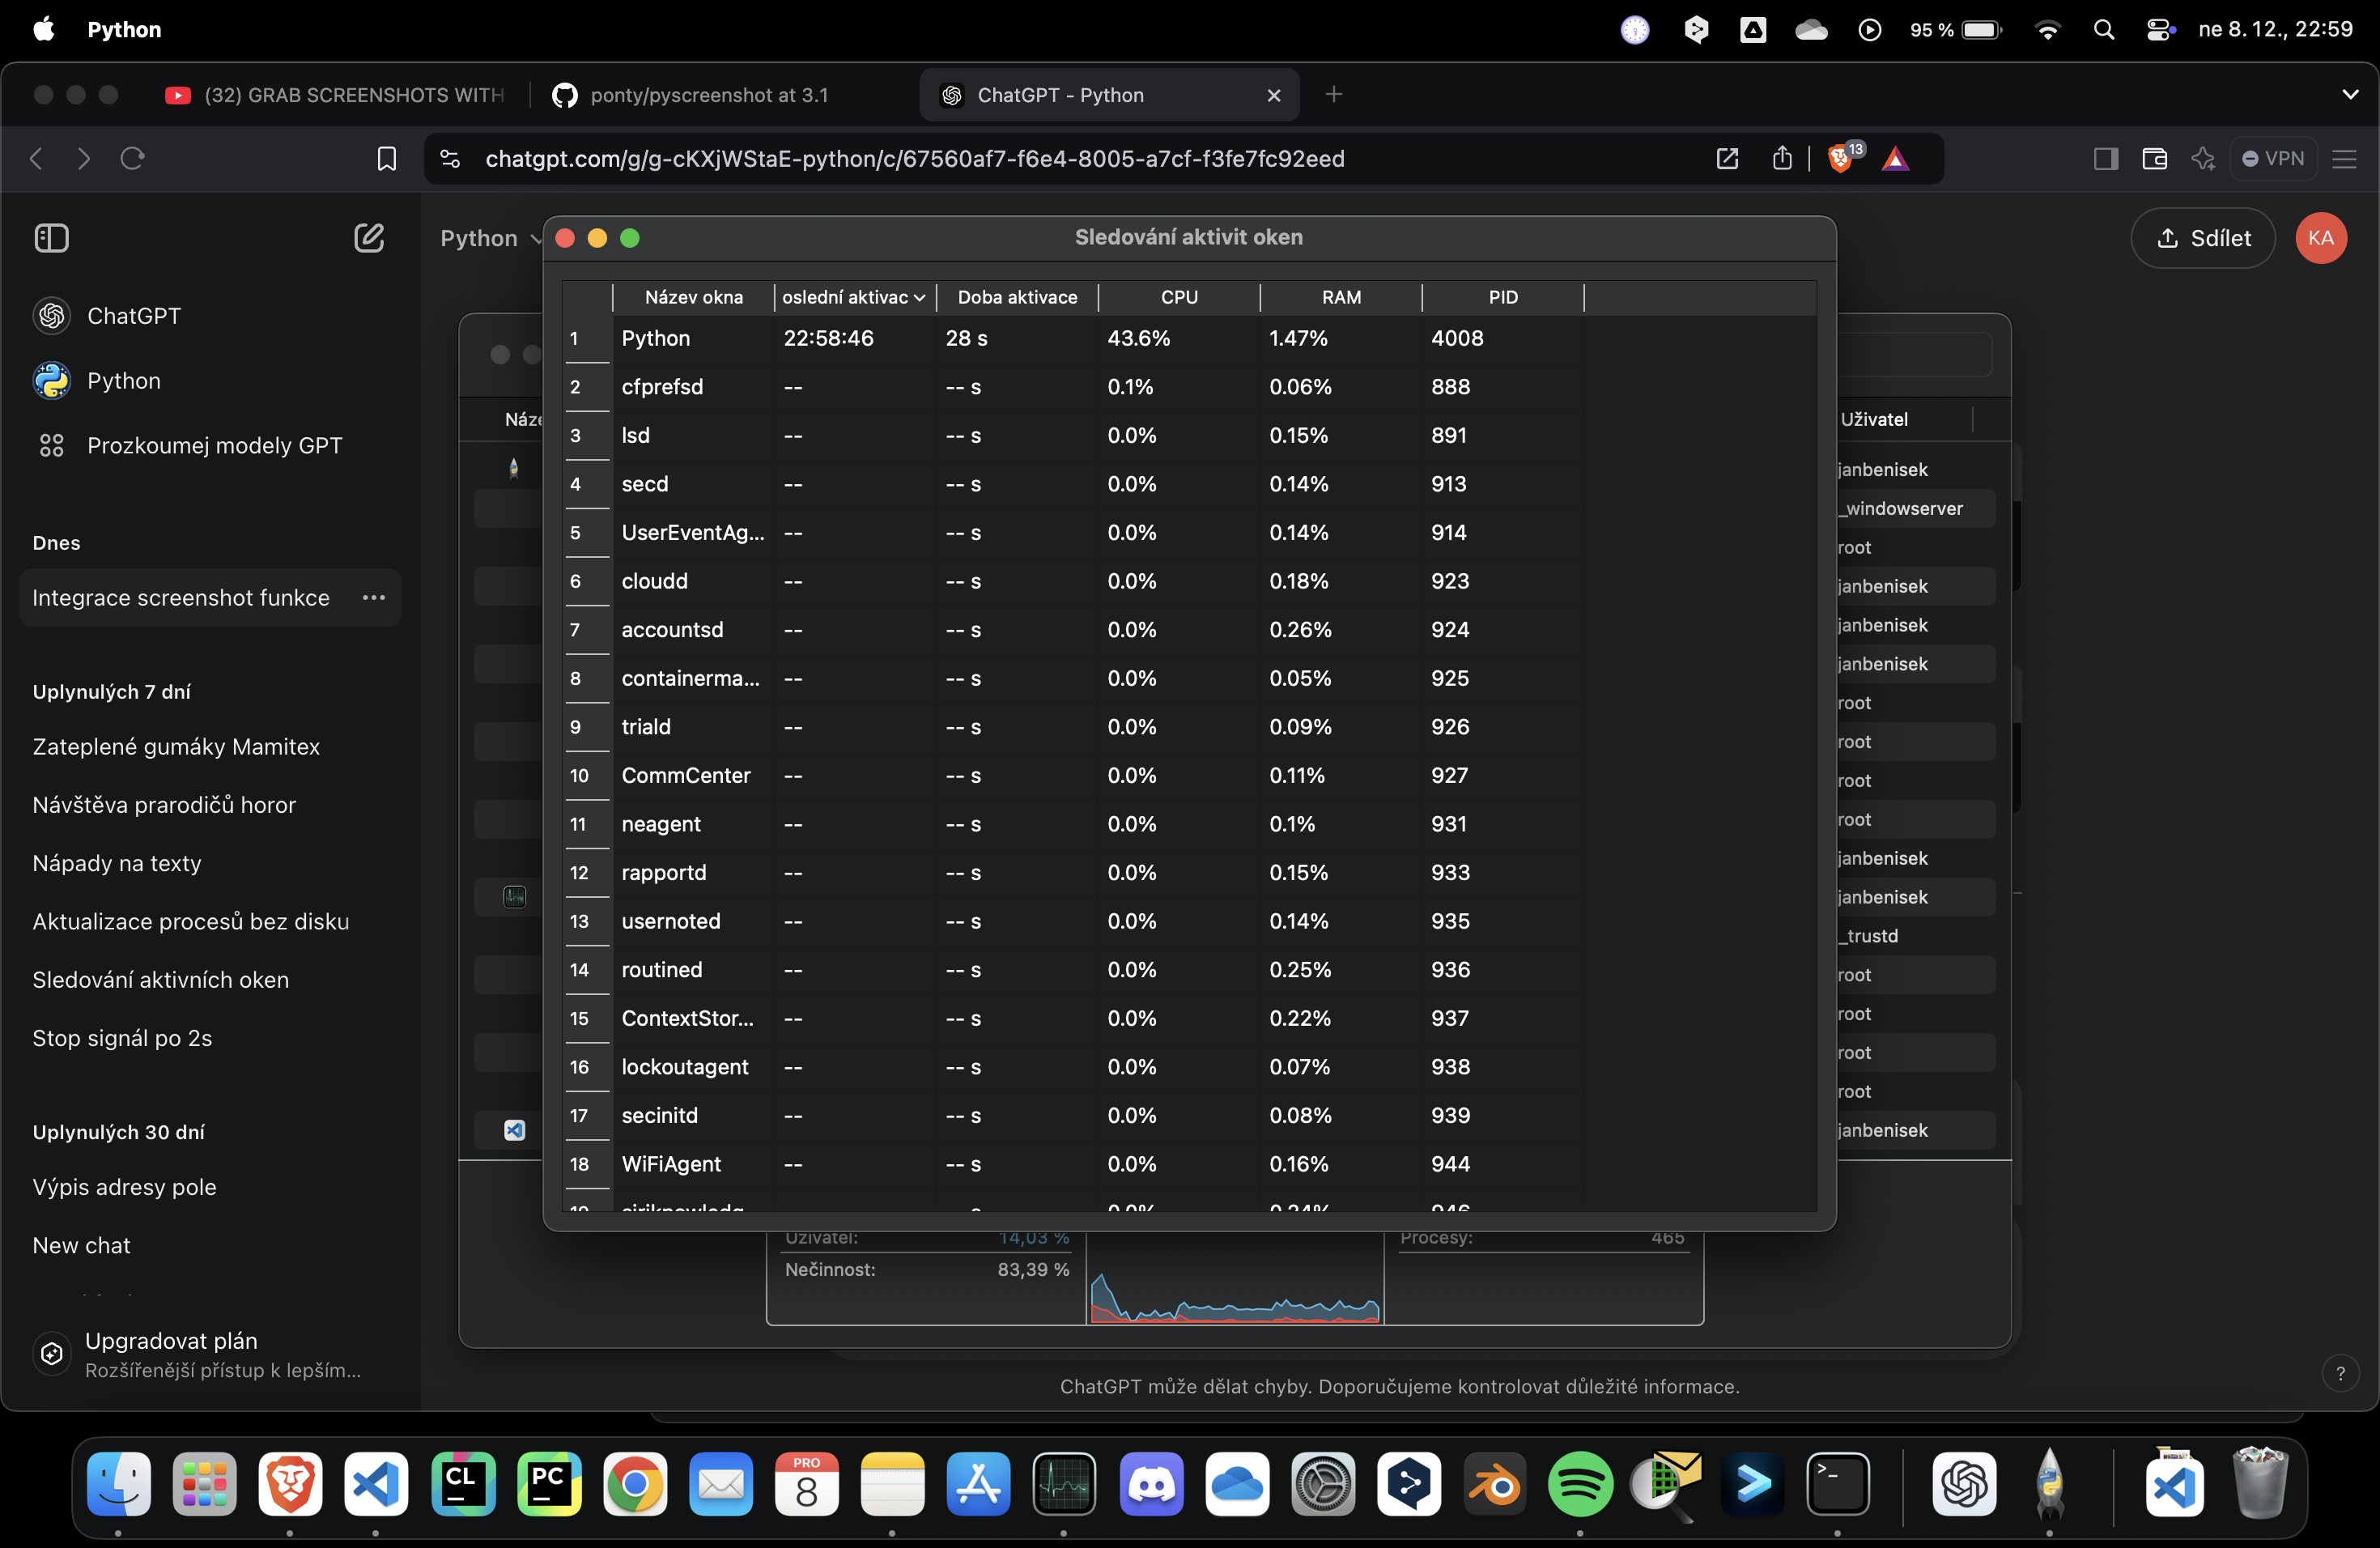 Python
95 %
ne 8. 12., 22:59
(32) GRAB SCREENSHOTS WITH
ponty/pyscreenshot at 3.1
ChatGPT - Python
chatgpt.com/g/g-cKXjWStaE-python/c/67560af7-f6e4-8005-a7cf-f3fe7fc92eed
13
VPN
Python
Sdílet
KA
ChatGPT
Python
Prozkoumej modely GPT
Dnes
Integrace screenshot funkce
Uplynulých 7 dní
Zateplené gumáky Mamitex
Návštěva prarodičů horor
Nápady na texty
Aktualizace procesů bez disku
Sledování aktivních oken
Stop signál po 2s
Uplynulých 30 dní
Výpis adresy pole
New chat
Upgradovat plán
Rozšířenější přístup k lepším...
Sledování aktivit oken
Název okna oslední aktivac Doba aktivace CPU RAM PID
1 Python 22:58:46 28 s 43.6% 1.47% 4008
2 cfprefsd -- -- s 0.1% 0.06% 888
3 lsd -- -- s 0.0% 0.15% 891
4 secd -- -- s 0.0% 0.14% 913
5 UserEventAg... -- -- s 0.0% 0.14% 914
6 cloudd -- -- s 0.0% 0.18% 923
7 accountsd -- -- s 0.0% 0.26% 924
8 containerma... -- -- s 0.0% 0.05% 925
9 triald -- -- s 0.0% 0.09% 926
10 CommCenter -- -- s 0.0% 0.11% 927
11 neagent -- -- s 0.0% 0.1% 931
12 rapportd -- -- s 0.0% 0.15% 933
13 usernoted -- -- s 0.0% 0.14% 935
14 routined -- -- s 0.0% 0.25% 936
15 ContextStor... -- -- s 0.0% 0.22% 937
16 lockoutagent -- -- s 0.0% 0.07% 938
17 secinitd -- -- s 0.0% 0.08% 939
18 WiFiAgent -- -- s 0.0% 0.16% 944
Náze
Uživatel
janbenisek
_windowserver
root
janbenisek
janbenisek
janbenisek
root
root
root
root
janbenisek
janbenisek
_trustd
root
root
root
root
janbenisek
Uživatel: 14,03 %
Nečinnost: 83,39 %
Procesy: 465
ChatGPT může dělat chyby. Doporučujeme kontrolovat důležité informace.
?
CL
PC
PRO
8